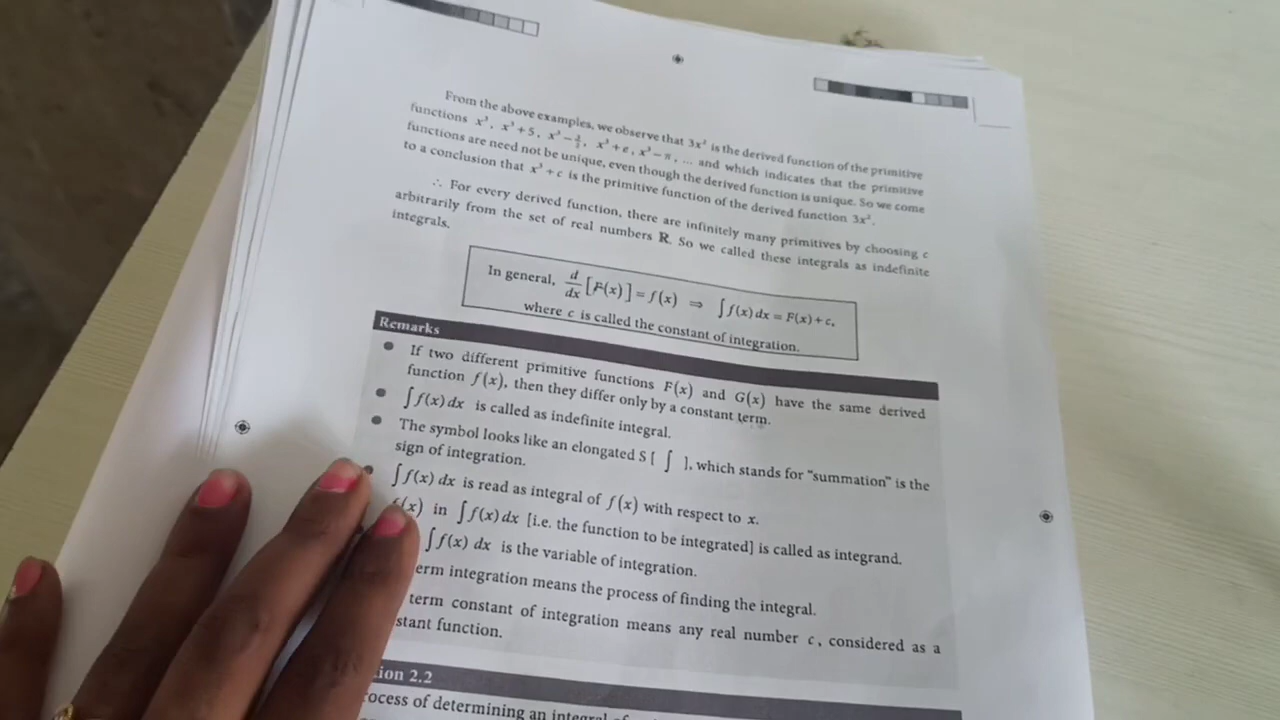 From the above examples, we observe that 3x² is the derived function of the primitive
functions x³, x³+5, x³−3/2, x³+e, x³−π, ... and which indicates that the primitive
functions are need not be unique, even though the derived function is unique. So we come
to a conclusion that x³+c is the primitive function of the derived function 3x².
∴ For every derived function, there are infinitely many primitives by choosing c
arbitrarily from the set of real numbers ℝ. So we called these integrals as indefinite
integrals.
In general, d/dx [F(x)] = f(x) ⇒ ∫f(x)dx = F(x)+c,
where c is called the constant of integration.
Remarks
● If two different primitive functions F(x) and G(x) have the same derived
function f(x), then they differ only by a constant term.
● ∫f(x)dx is called as indefinite integral.
● The symbol looks like an elongated S [ ∫ ], which stands for "summation" is the
sign of integration.
● ∫f(x) dx is read as integral of f(x) with respect to x.
f(x) in ∫f(x)dx [i.e. the function to be integrated] is called as integrand.
∫f(x) dx is the variable of integration.
erm integration means the process of finding the integral.
term constant of integration means any real number c, considered as a
stant function.
ion 2.2
ocess of determining an integral of